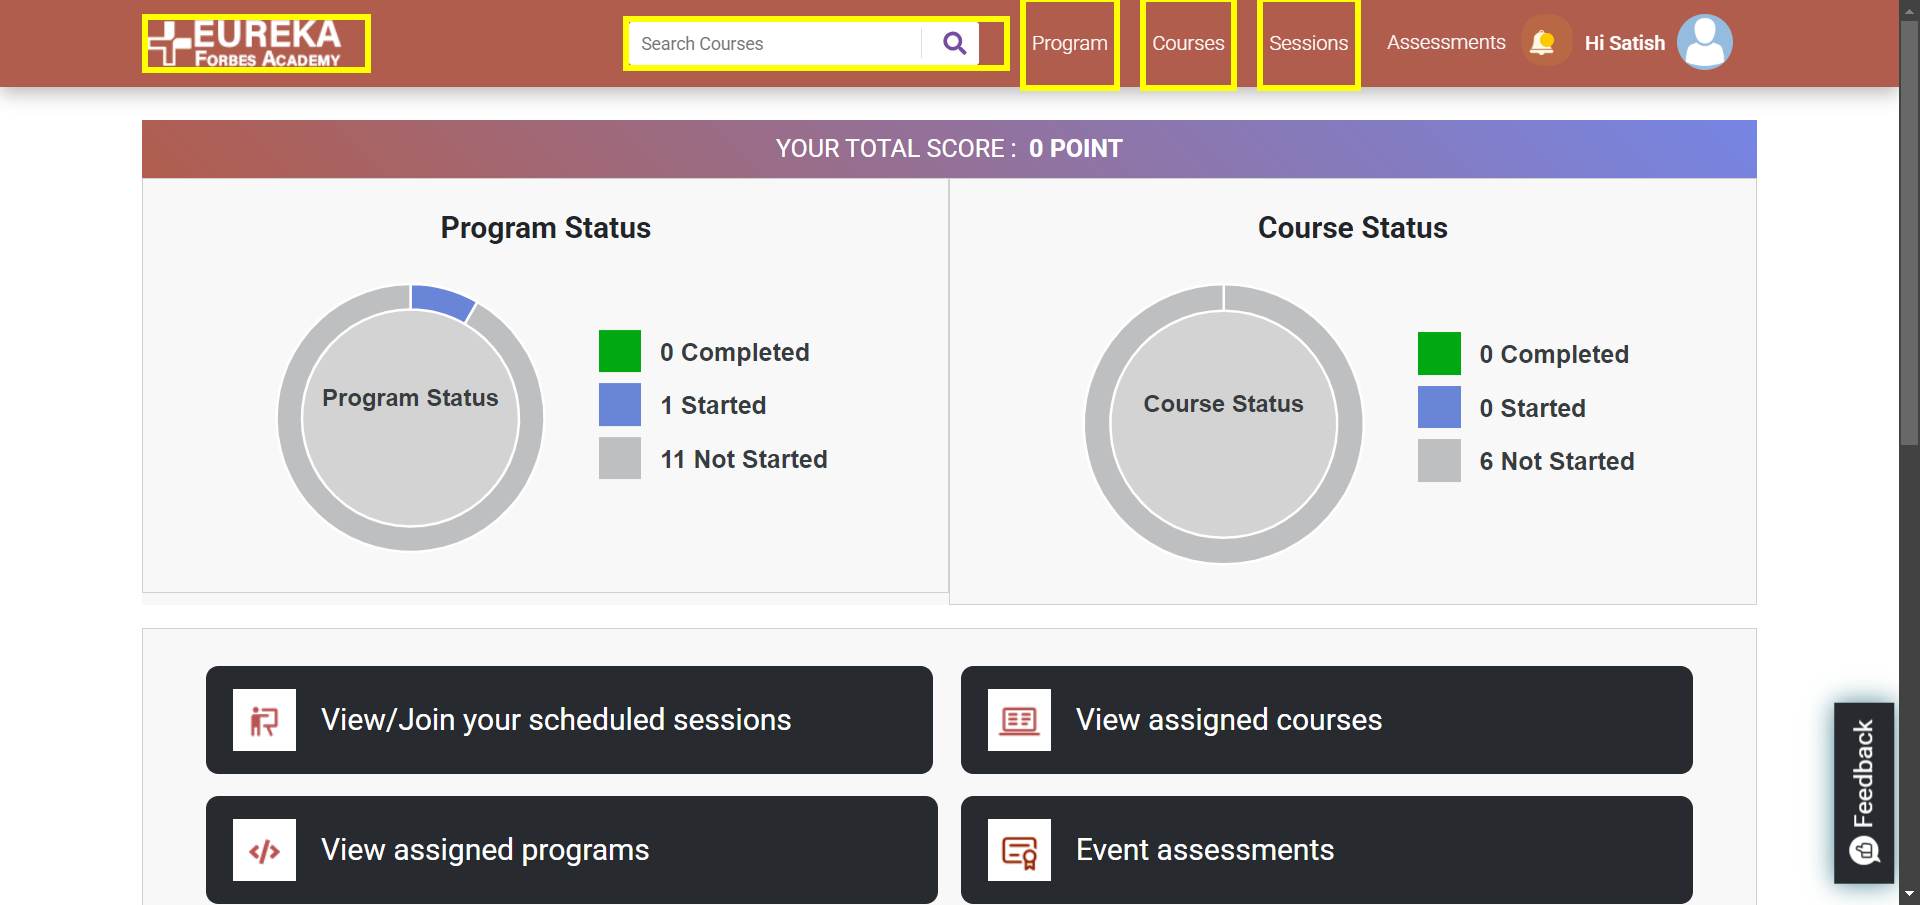 EUREKA
FORBES ACADEMY
Search Courses
Program
Courses
Sessions
Assessments
Hi Satish
YOUR TOTAL SCORE : 0 POINT
Program Status
Program Status
0 Completed
1 Started
11 Not Started
Course Status
Course Status
0 Completed
0 Started
6 Not Started
View/Join your scheduled sessions
View assigned courses
View assigned programs
Event assessments
Feedback